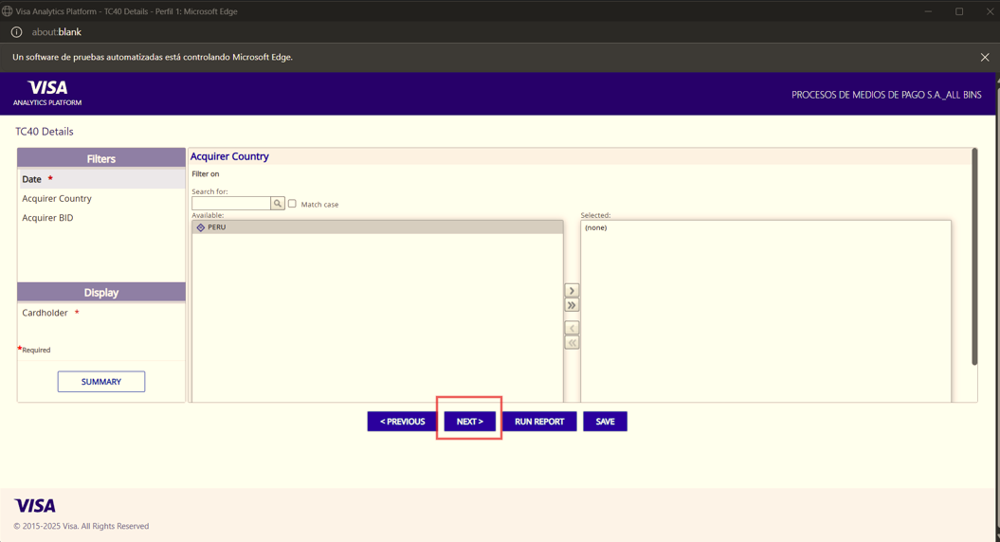 Visa Analytics Platform - TC40 Details - Perfil 1: Microsoft Edge
about:blank
Un software de pruebas automatizadas está controlando Microsoft Edge.
VISA
ANALYTICS PLATFORM
PROCESOS DE MEDIOS DE PAGO S.A._ALL BINS
TC40 Details
Filters
Date *
Acquirer Country
Acquirer BID
Display
Cardholder *
*Required
SUMMARY
Acquirer Country
Filter on
Search for:
Match case
Available:
PERU
Selected:
(none)
< PREVIOUS
NEXT >
RUN REPORT
SAVE
VISA
© 2015-2025 Visa. All Rights Reserved